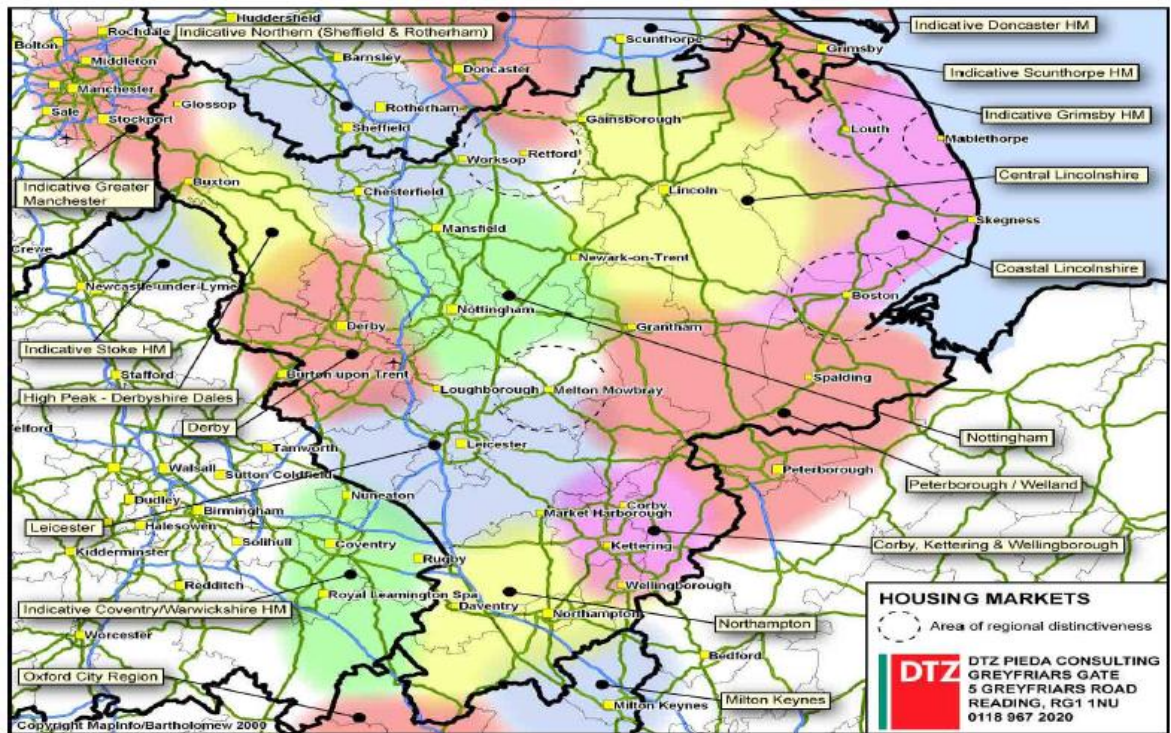 Huddersfield
Rochdale
Indicative Northern (Sheffield & Rotherham)
Indicative Doncaster HM
Bolton
Middleton
Barnsley
Scunthorpe
Grimsby
Manchester
Doncaster
Indicative Scunthorpe HM
Sale
Stockport
Glossop
Rotherham
Sheffield
Gainsborough
Louth
Indicative Grimsby HM
Mablethorpe
Worksop
Retford
Indicative Greater
Manchester
Buxton
Chesterfield
Lincoln
Central Lincolnshire
Skegness
Mansfield
Crewe
Newark-on-Trent
Coastal Lincolnshire
Newcastle-under-Lyme
Boston
Nottingham
Derby
Grantham
Indicative Stoke HM
Stafford
Burton upon Trent
Spalding
High Peak - Derbyshire Dales
Loughborough
Melton Mowbray
Derby
Nottingham
elford
Tamworth
Leicester
Walsall
Sutton Coldfield
Peterborough
Peterborough / Welland
Dudley
Nuneaton
Birmingham
Leicester
Market Harborough
Corby
Halesowen
Solihull
Coventry
Kettering
Corby, Kettering & Wellingborough
Kidderminster
Rugby
Redditch
Royal Leamington Spa
Wellingborough
Indicative Coventry/Warwickshire HM
Daventry
Northampton
Northampton
Worcester
Bedford
Oxford City Region
Milton Keynes
Milton Keynes
Copyright MapInfo/Bartholomew 2000
HOUSING MARKETS
Area of regional distinctiveness
DTZ
DTZ PIEDA CONSULTING
GREYFRIARS GATE
5 GREYFRIARS ROAD
READING, RG1 1NU
0118 967 2020